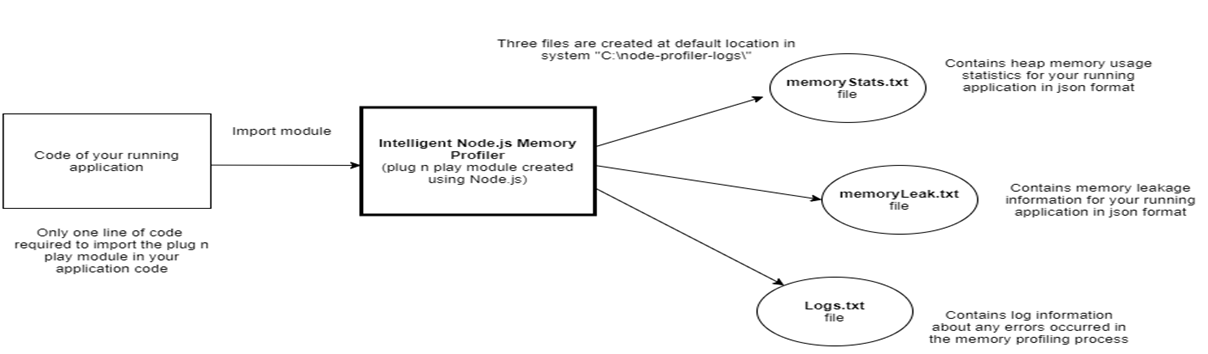 Three files are created at default location in
system "C:\node-profiler-logs\"
memoryStats.txt
file
Contains heap memory usage
statistics for your running
application in json format
Code of your running
application
Import module
Intelligent Node.js Memory
Profiler
(plug n play module created
using Node.js)
memoryLeak.txt
file
Contains memory leakage
information for your running
application in json format
Only one line of code
required to import the plug n
play module in your
application code
Logs.txt
file
Contains log information
about any errors occurred in
the memory profiling process